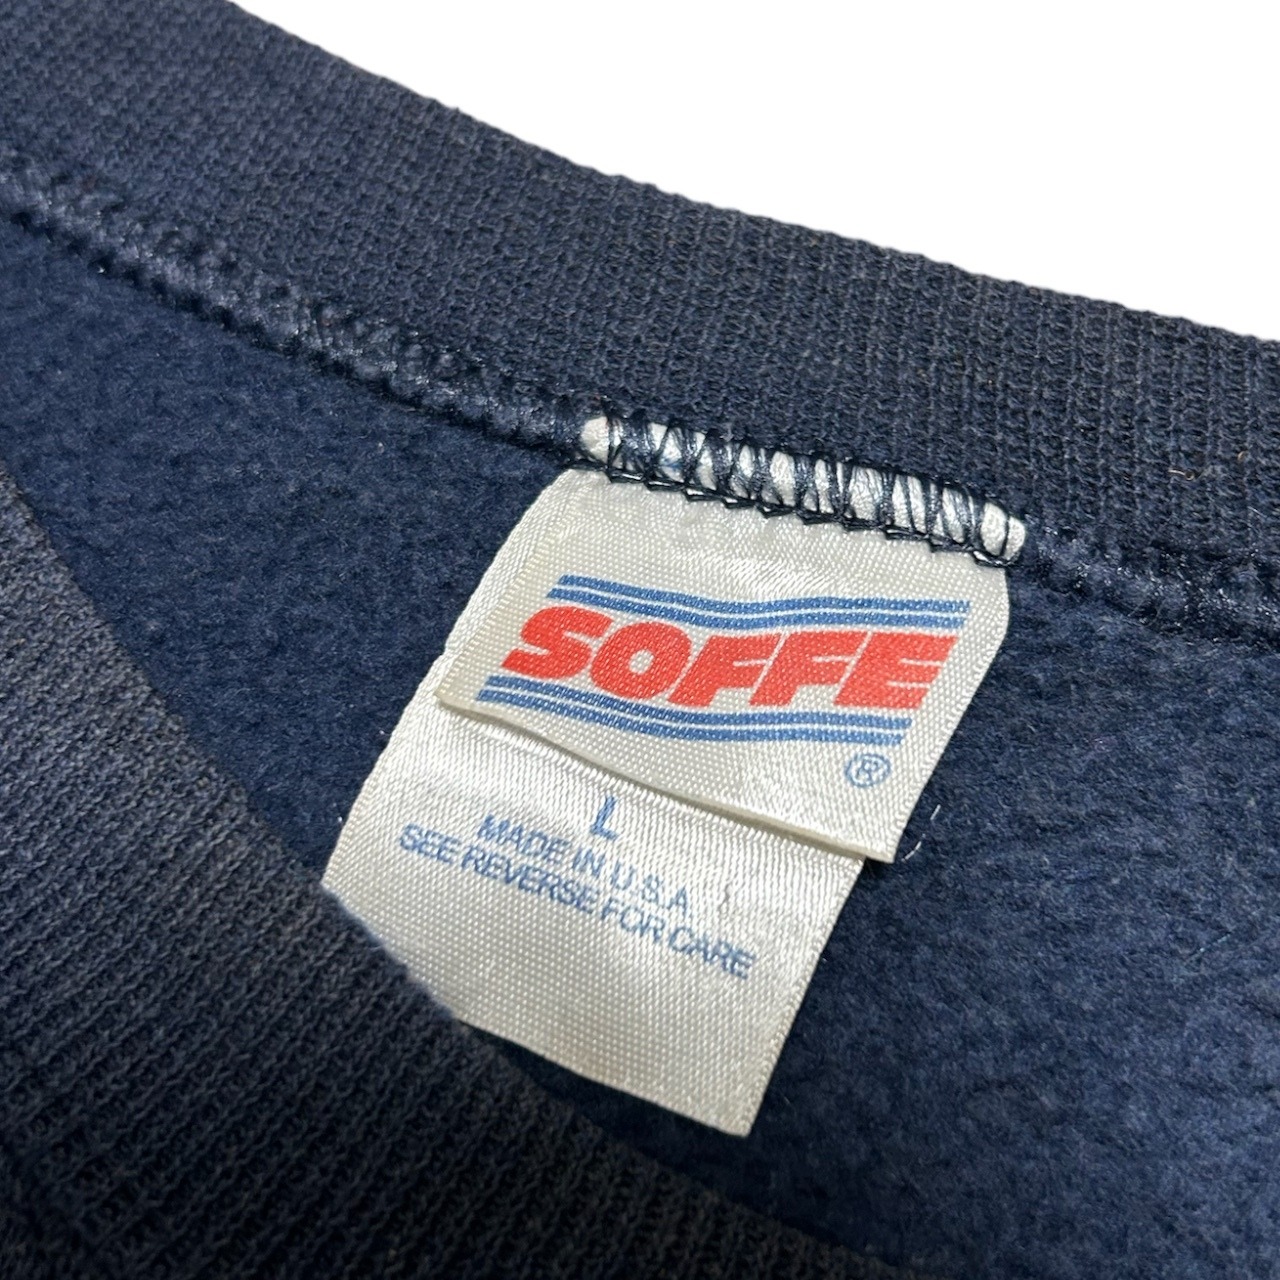 SOFFE
®
L
MADE IN U.S.A.
SEE REVERSE FOR CARE